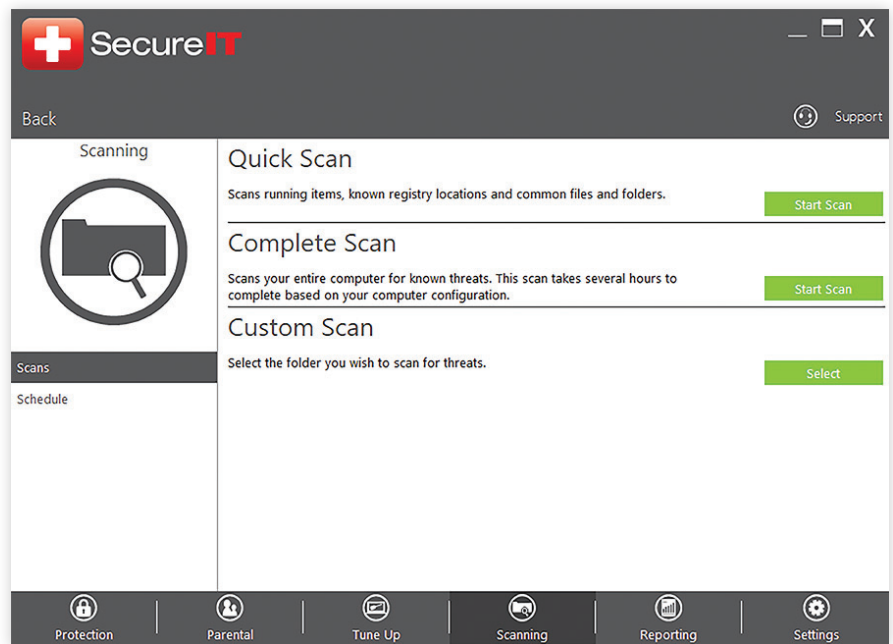 SecureIT
X
Back
Support
Scanning
Quick Scan
Scans running items, known registry locations and common files and folders.
Start Scan
Complete Scan
Scans your entire computer for known threats. This scan takes several hours to
complete based on your computer configuration.
Start Scan
Custom Scan
Select the folder you wish to scan for threats.
Select
Scans
Schedule
Protection
Parental
Tune Up
Scanning
Reporting
Settings